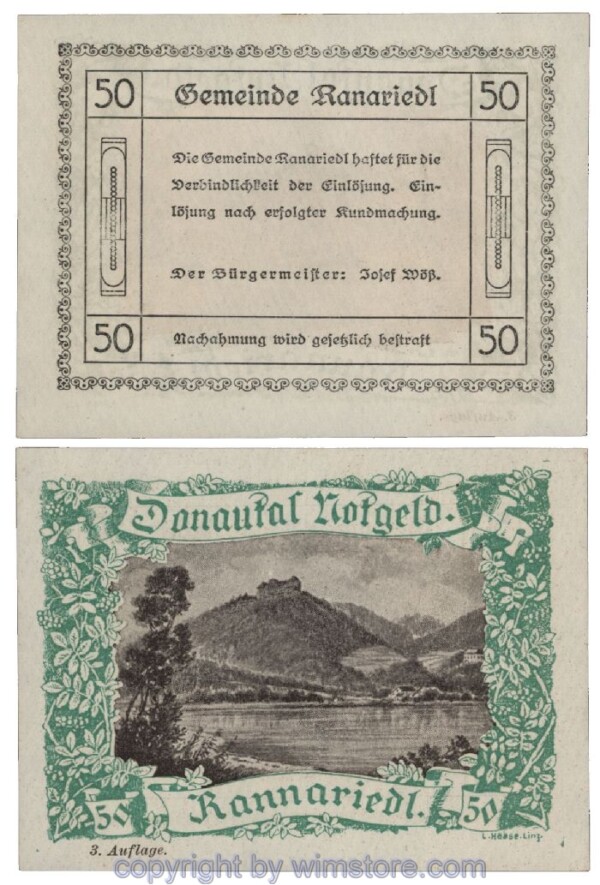 50 Gemeinde Kanariedl 50
Die Gemeinde Kanariedl haftet für die
Verbindlichkeit der Einlösung. Ein-
lösung nach erfolgter Kundmachung.
Der Bürgermeister: Josef Wöß.
50 Nachahmung wird gesetzlich bestraft 50
Donautal Notgeld.
50 Kannariedl. 50
L. Haase. Linz.
3. Auflage.
copyright by wimstore.com